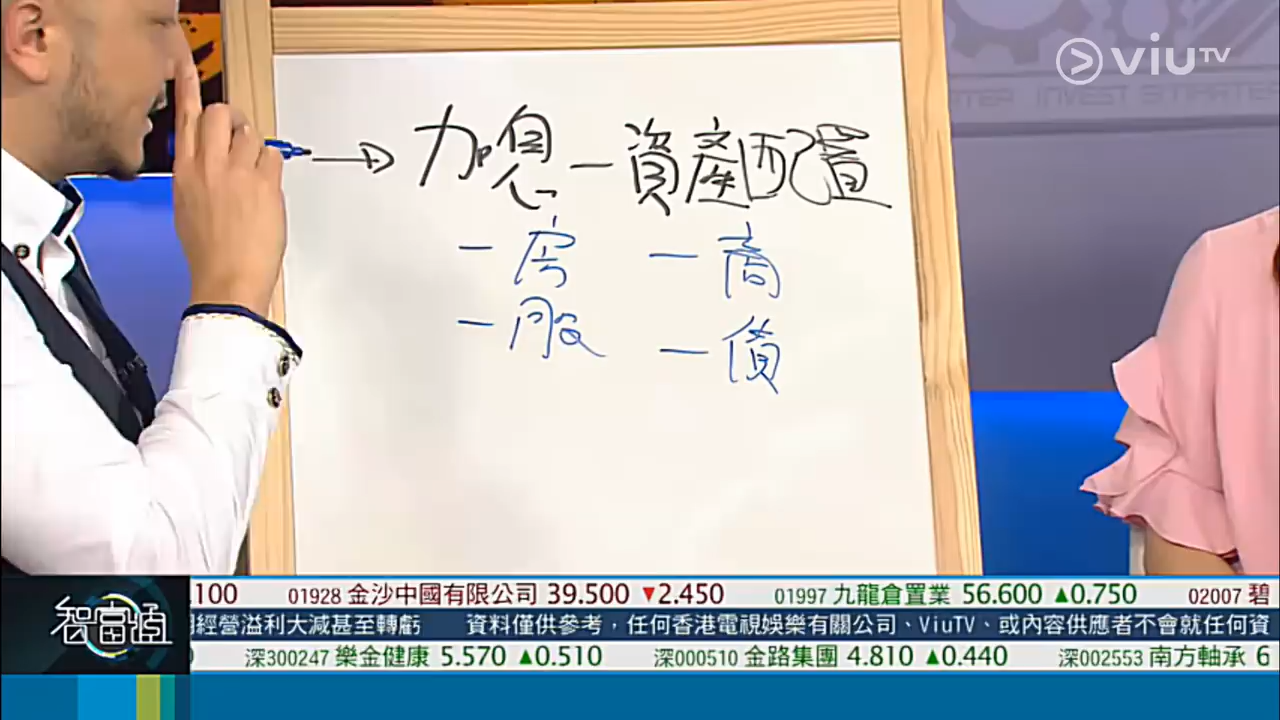 viuTV
→ 加息 — 資產配置
— 房 — 商
— 股 — 債
.100 01928 金沙中國有限公司 39.500 ▼2.450 01997 九龍倉置業 56.600 ▲0.750 02007 碧
智富通
經營溢利大減甚至轉虧 資料僅供參考，任何香港電視娛樂有關公司、ViuTV、或內容供應者不會就任何資
深300247 樂金健康 5.570 ▲0.510 深000510 金路集團 4.810 ▲0.440 深002553 南方軸承 6